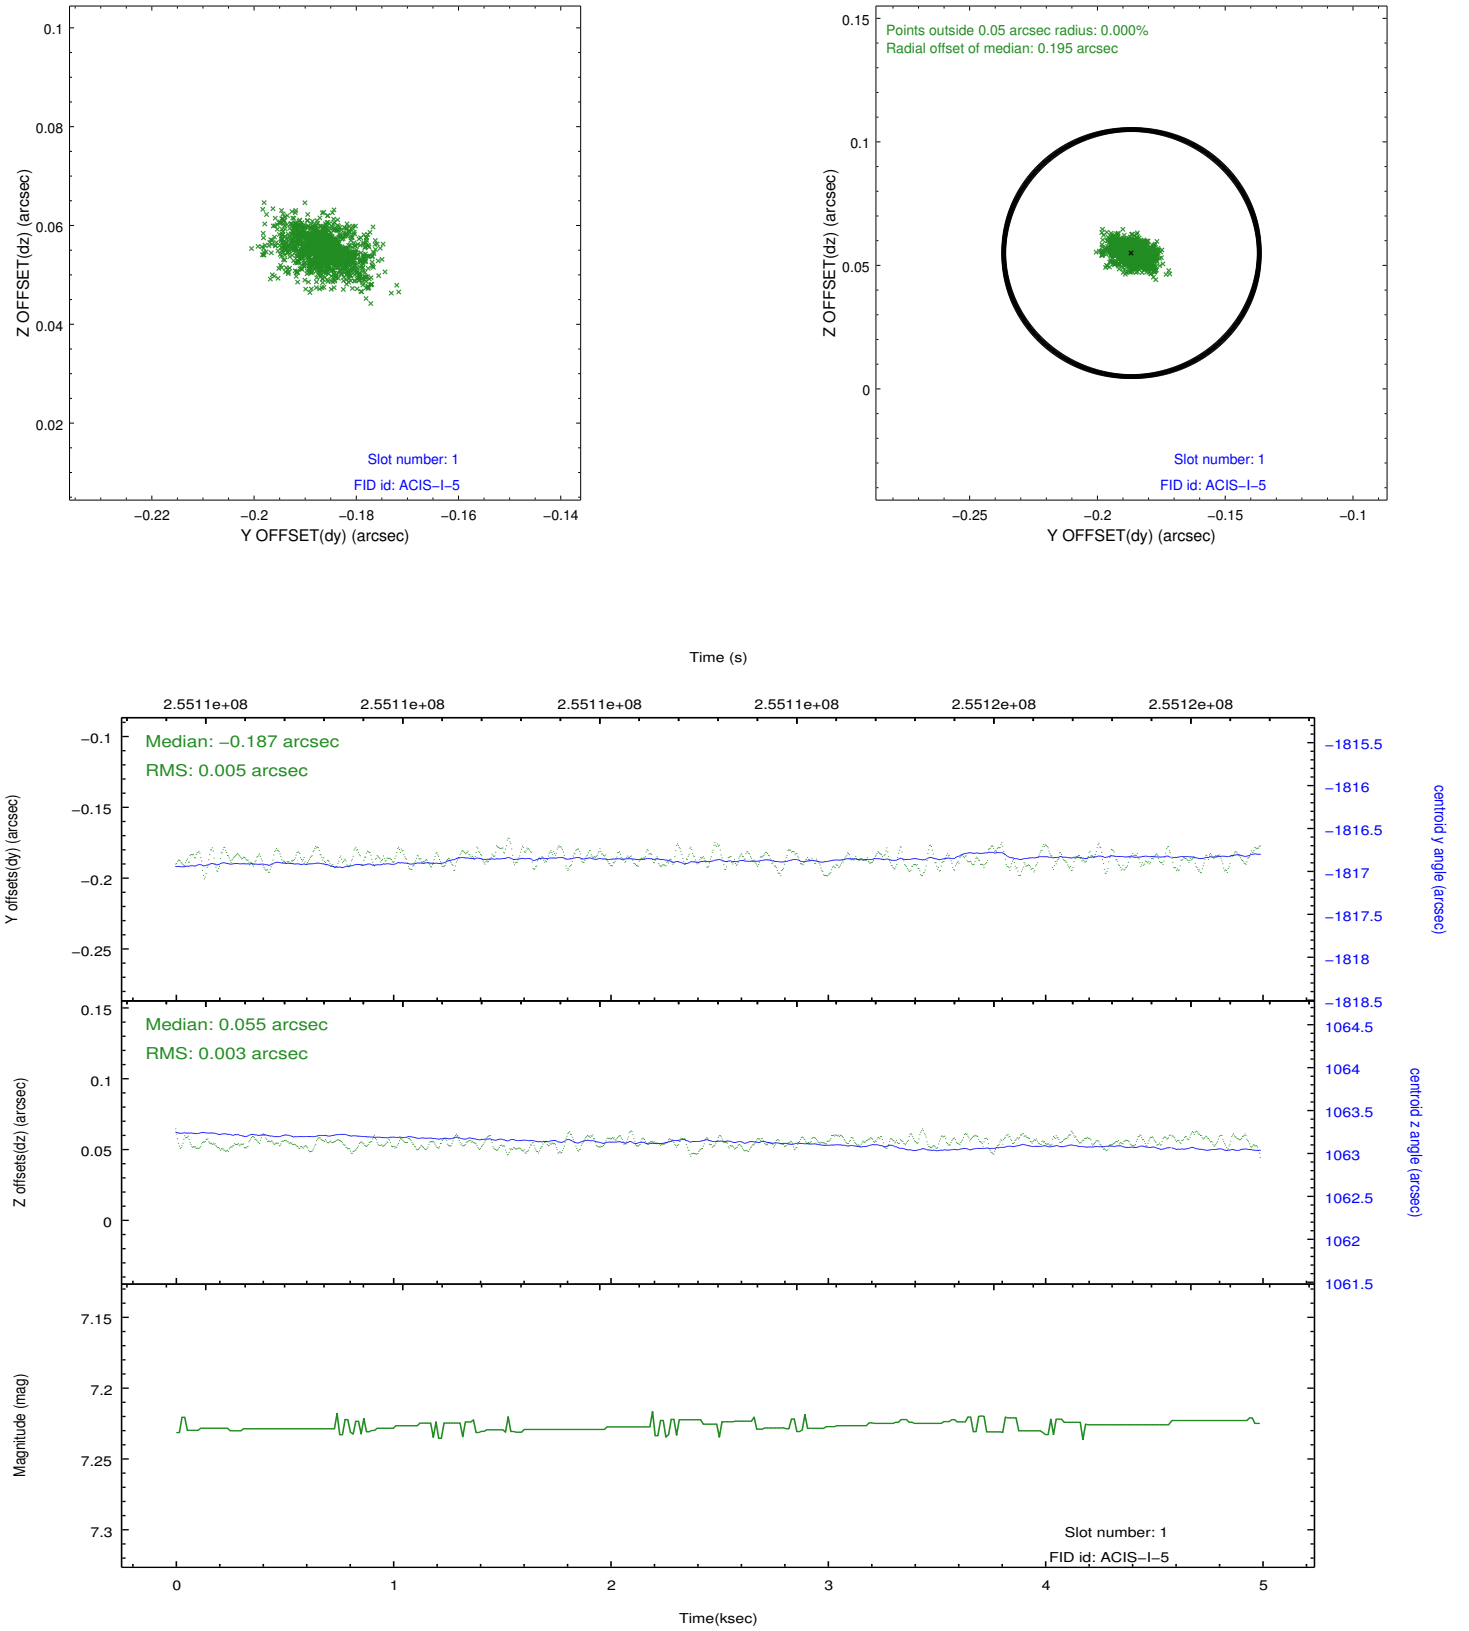 0.1
0.08
0.06
0.04
0.02
Z OFFSET(dz) (arcsec)
Slot number: 1
FID id: ACIS−I−5
−0.22 −0.2 −0.18 −0.16 −0.14
Y OFFSET(dy) (arcsec)
Points outside 0.05 arcsec radius: 0.000%
Radial offset of median: 0.195 arcsec
0.15
0.1
0.05
0
Z OFFSET(dz) (arcsec)
Slot number: 1
FID id: ACIS−I−5
−0.25 −0.2 −0.15 −0.1
Y OFFSET(dy) (arcsec)
Time (s)
2.5511e+08 2.5511e+08 2.5511e+08 2.5511e+08 2.5512e+08 2.5512e+08
Median: −0.187 arcsec
RMS: 0.005 arcsec
−0.1
−0.15
−0.2
−0.25
Y offsets(dy) (arcsec)
−1815.5
−1816
−1816.5
−1817
−1817.5
−1818
−1818.5
centroid y angle (arcsec)
Median: 0.055 arcsec
RMS: 0.003 arcsec
0.15
0.1
0.05
0
Z offsets(dz) (arcsec)
1064.5
1064
1063.5
1063
1062.5
1062
1061.5
centroid z angle (arcsec)
7.15
7.2
7.25
7.3
Magnitude (mag)
Slot number: 1
FID id: ACIS−I−5
0 1 2 3 4 5
Time(ksec)